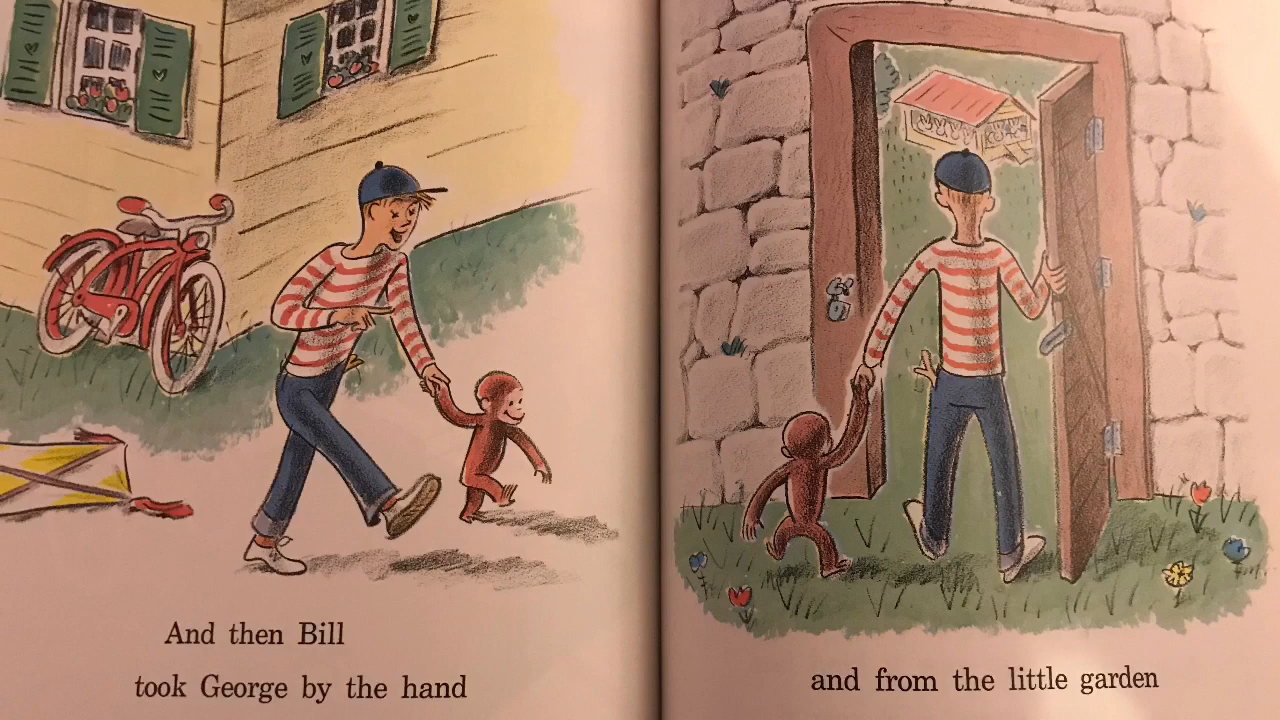 And then Bill
took George by the hand
and from the little garden